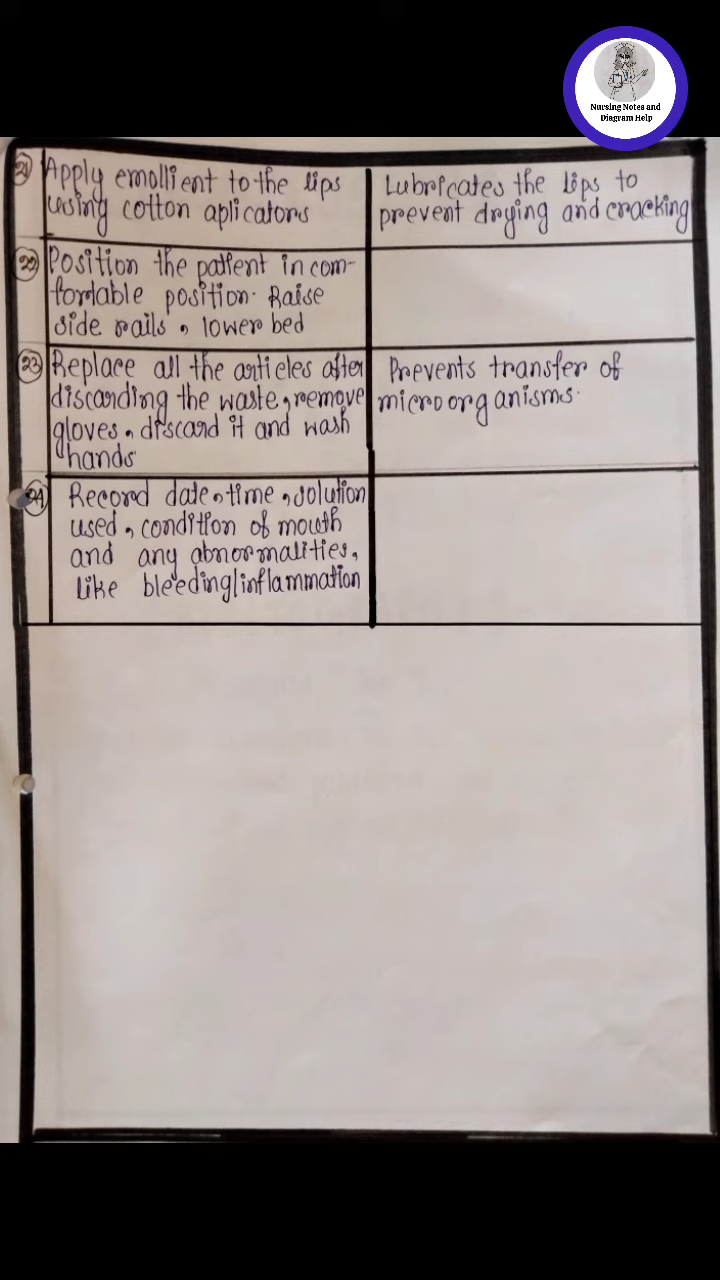 Nursing Notes and
Diagram Help
21 Apply emollient to the lips
using cotton aplicators
Lubricates the lips to
prevent drying and cracking
22 Position the patient in com-
fortable position. Raise
side rails, lower bed
23 Replace all the articles after
discarding the waste, remove
gloves, discard it and wash
hands
Prevents transfer of
microorganisms.
24 Record date, time, solution
used, condition of mouth
and any abnormalities,
like bleeding/inflammation